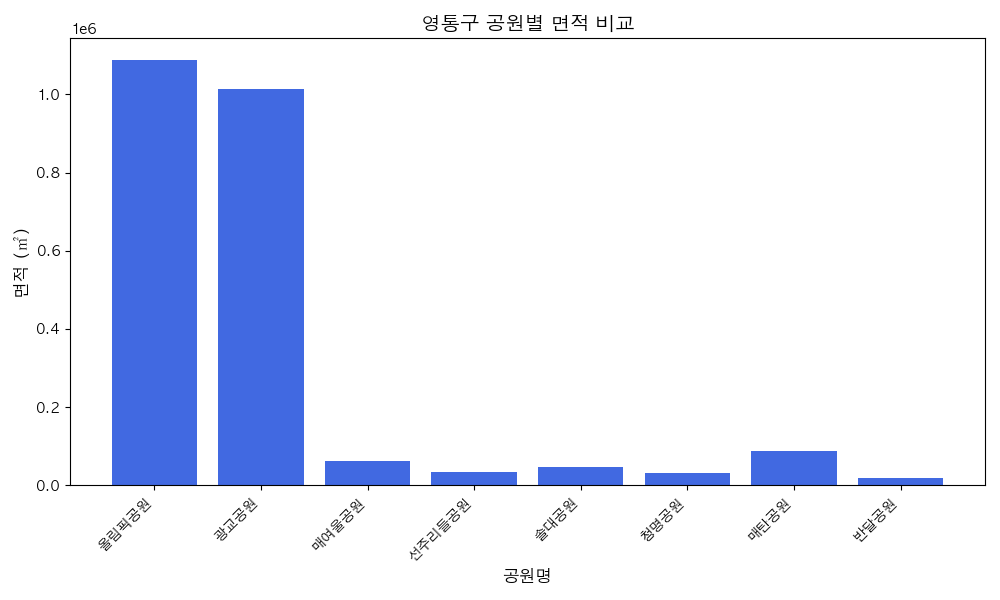 영통구 공원별 면적 비교
1e6
면적 (㎡)
1.0
0.8
0.6
0.4
0.2
0.0
올림픽공원
광교공원
매여울공원
선주리들공원
솔대공원
청명공원
매탄공원
반달공원
공원명